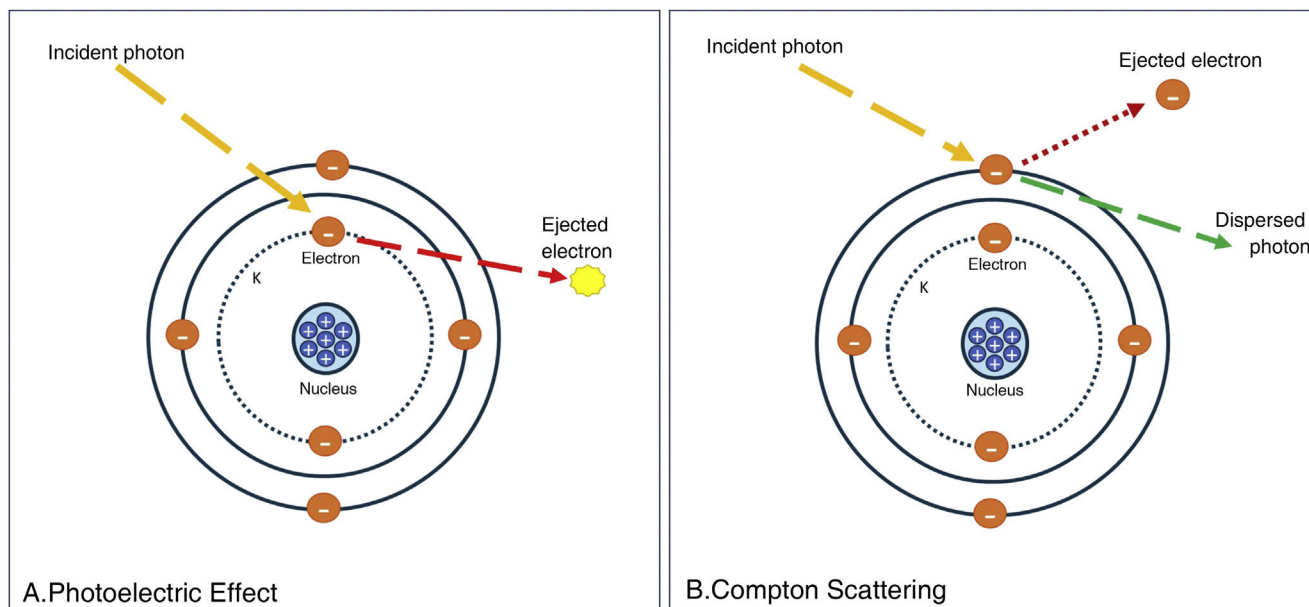 Incident photon
Ejected
electron
Electron
K
Nucleus
A.Photoelectric Effect
Incident photon
Ejected electron
Dispersed
photon
Electron
K
Nucleus
B.Compton Scattering